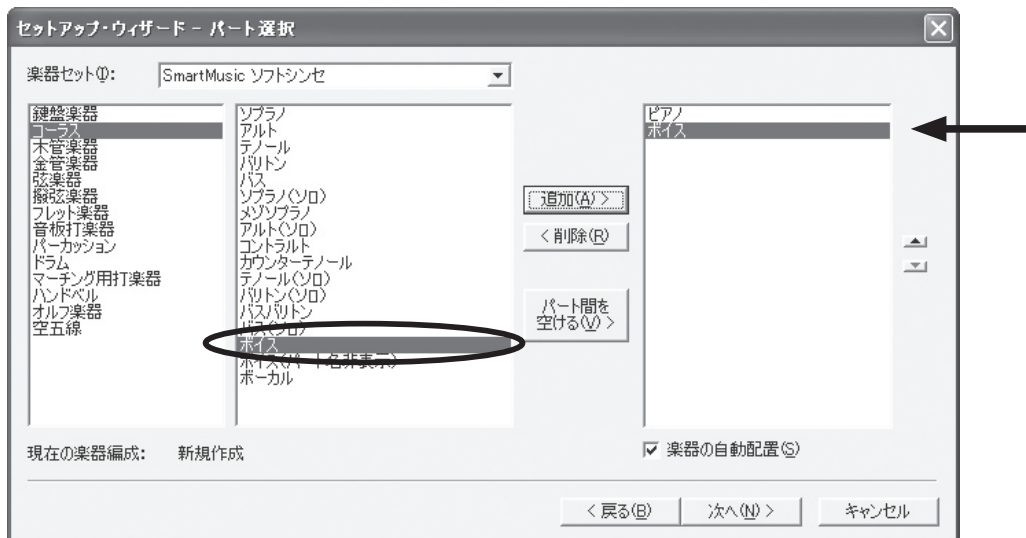 セットアップ・ウィザード - パート選択
楽器セット(I):
SmartMusic ソフトシンセ
鍵盤楽器
コーラス
木管楽器
金管楽器
弦楽器
撥弦楽器
フレット楽器
音板打楽器
パーカッション
ドラム
マーチング用打楽器
ハンドベル
オルフ楽器
空五線
ソプラノ
アルト
テノール
バリトン
バス
ソプラノ(ソロ)
メゾソプラノ
アルト(ソロ)
コントラルト
カウンターテノール
テノール(ソロ)
バリトン(ソロ)
バスバリトン
バス(ソロ)
ボイス
ボイス(パート名非表示)
ボーカル
追加(A) >
< 削除(R)
パート間を
空ける(V) >
ピアノ
ボイス
現在の楽器編成: 新規作成
楽器の自動配置(S)
< 戻る(B)
次へ(N) >
キャンセル